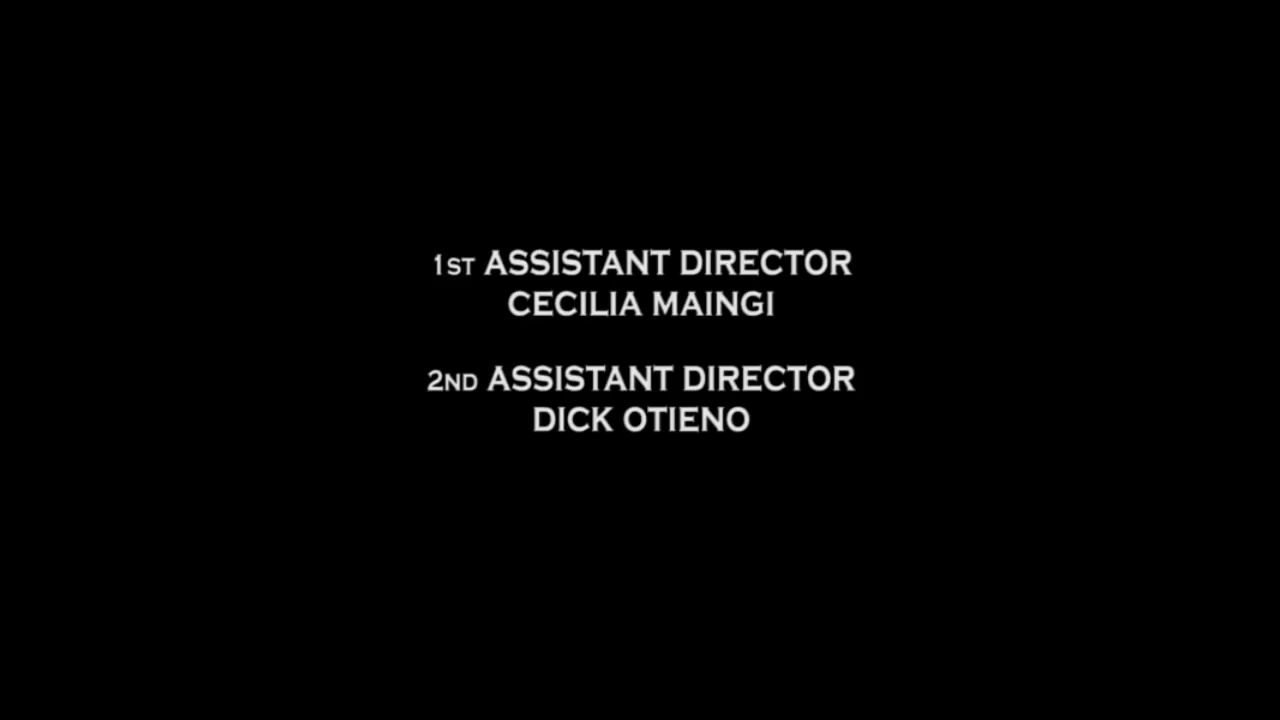 1ST ASSISTANT DIRECTOR
CECILIA MAINGI
2ND ASSISTANT DIRECTOR
DICK OTIENO